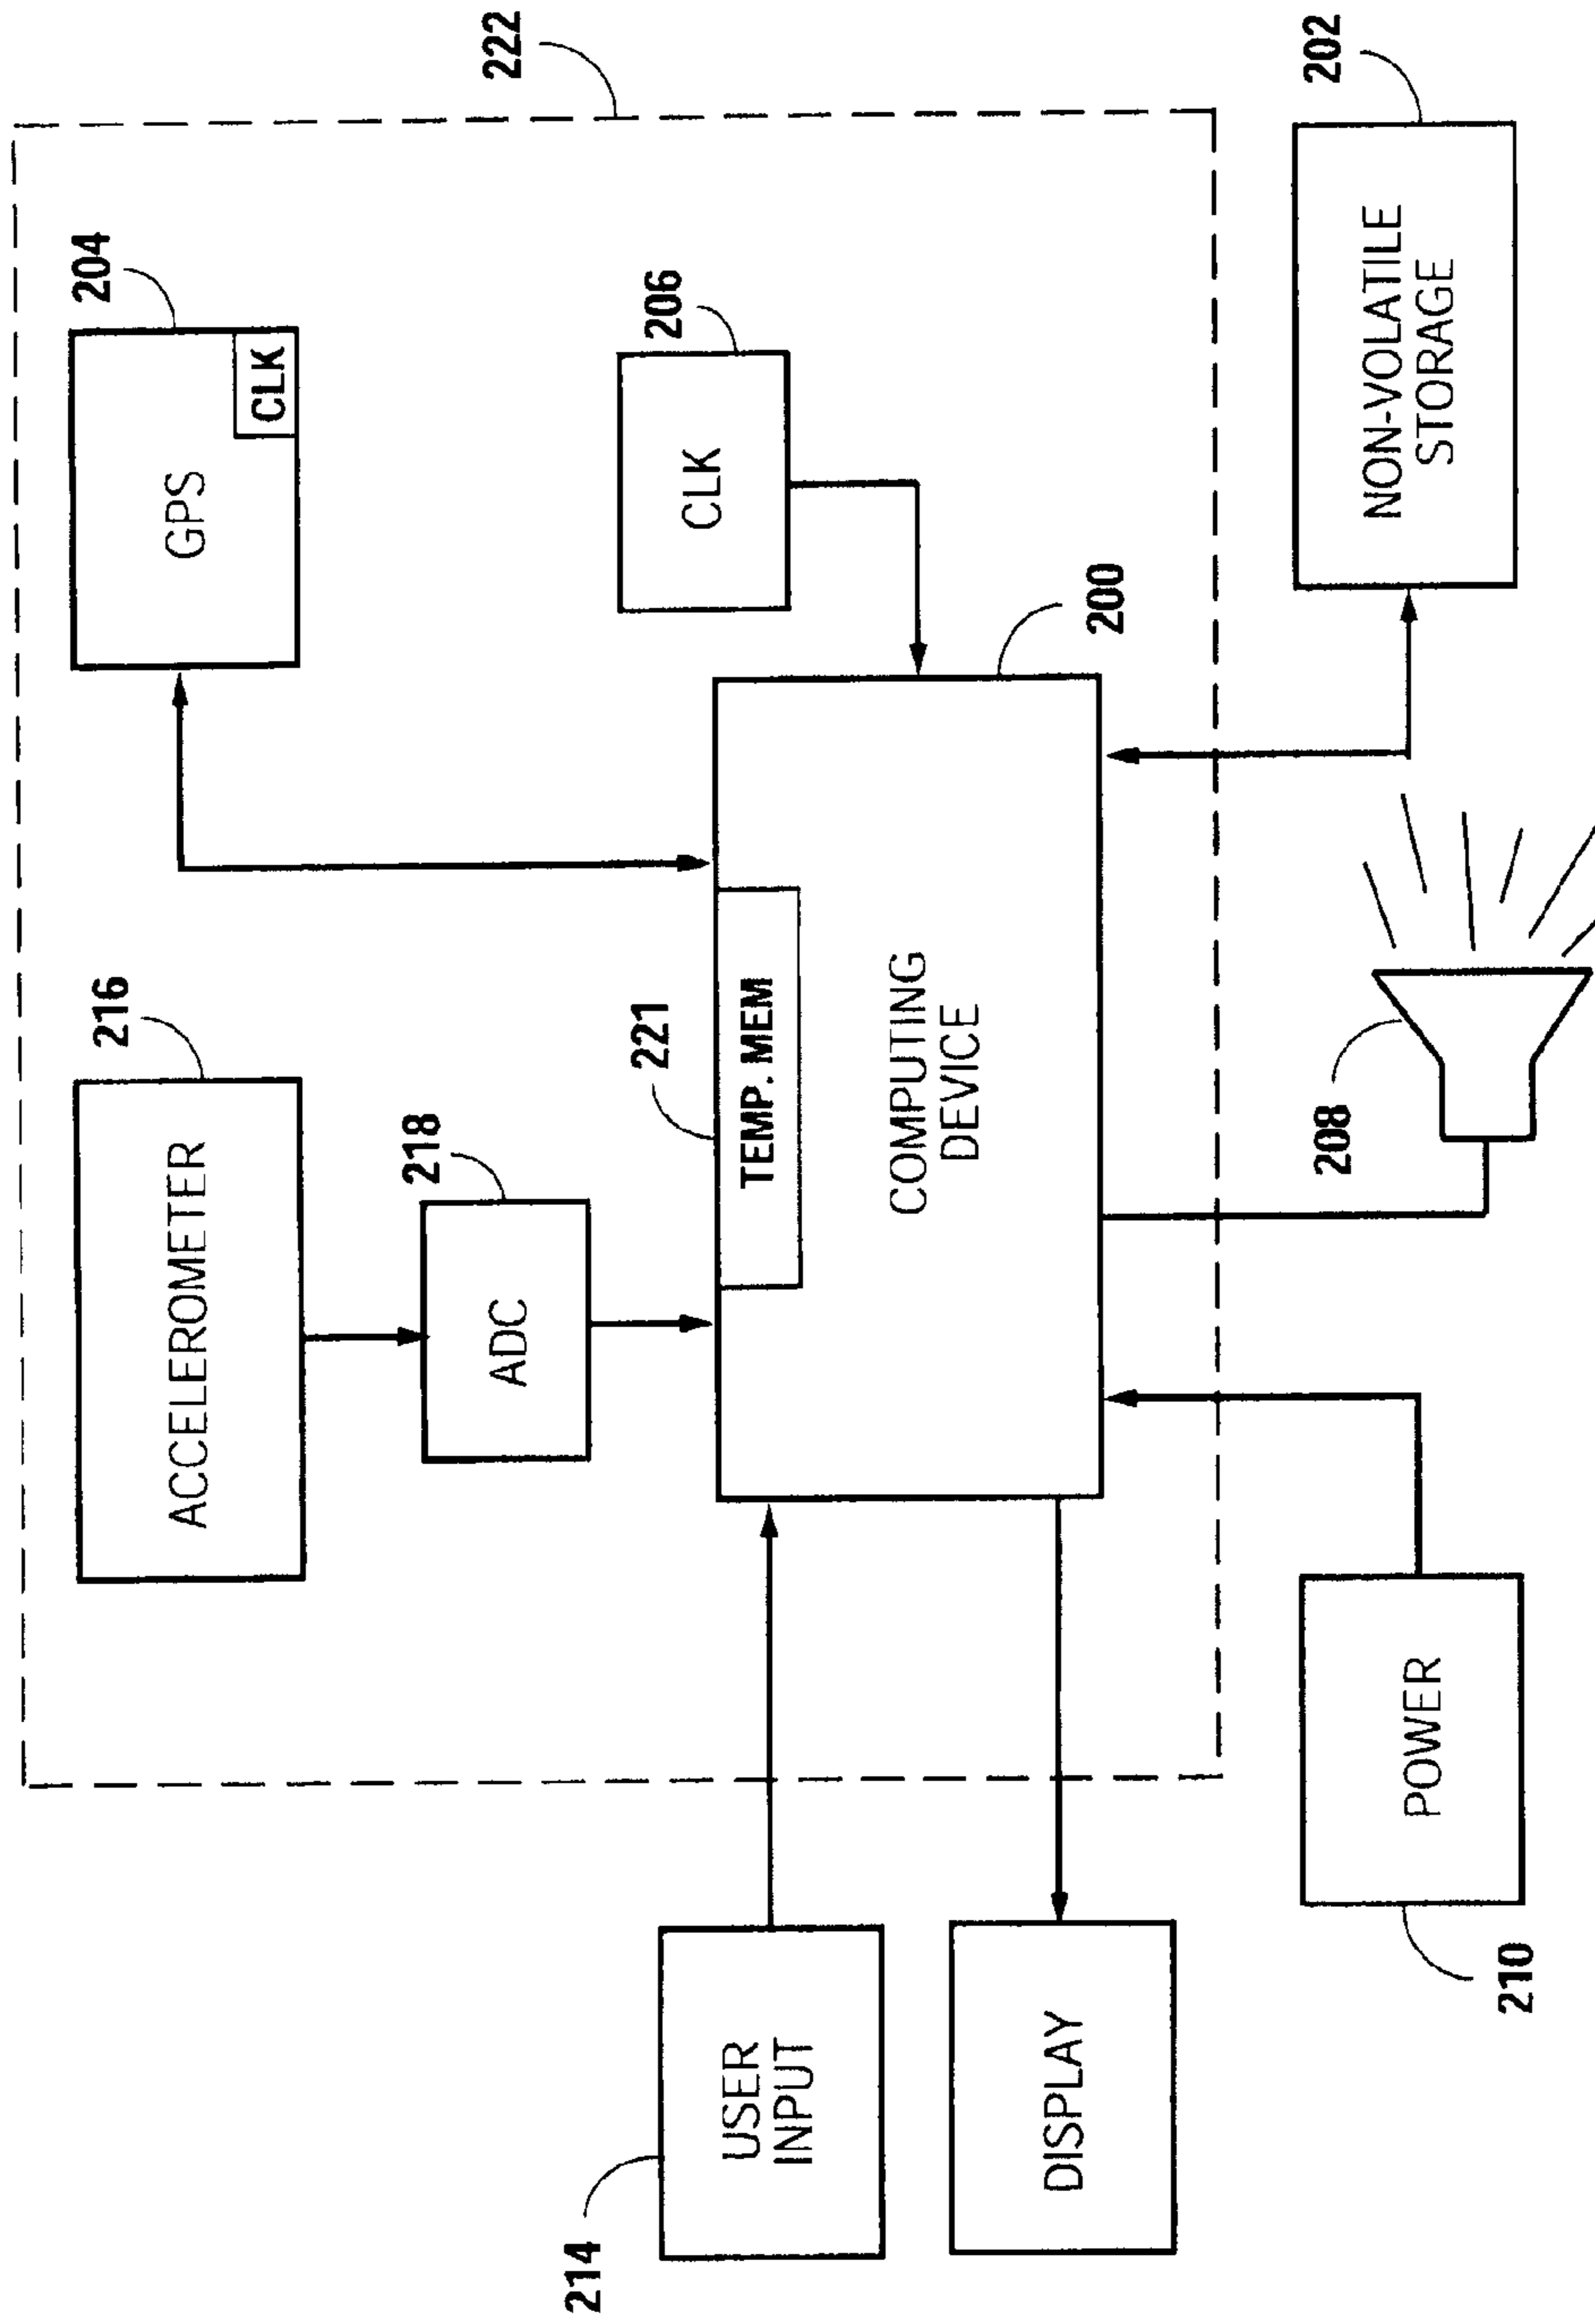 222
216
204
ACCELEROMETER
GPS
CLK
218
ADC
221
206
CLK
214
USER
INPUT
TEMP. MEM
COMPUTING
DEVICE
200
DISPLAY
210
POWER
208
202
NON-VOLATILE
STORAGE